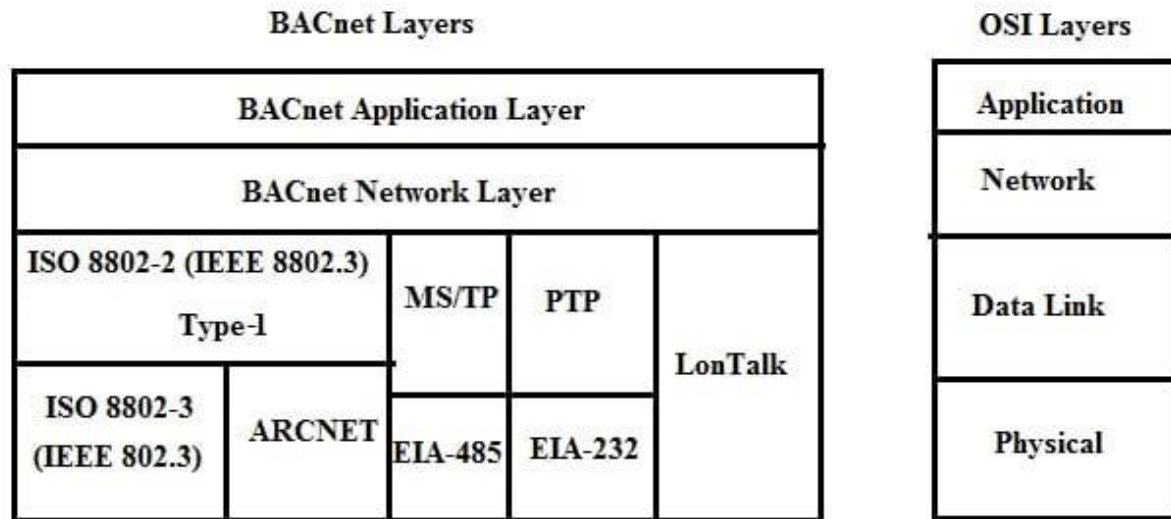 BACnet Layers
OSI Layers
BACnet Application Layer
Application
BACnet Network Layer
Network
ISO 8802-2 (IEEE 8802.3)
Type-1
MS/TP
PTP
LonTalk
Data Link
ISO 8802-3
(IEEE 802.3)
ARCNET
EIA-485
EIA-232
Physical